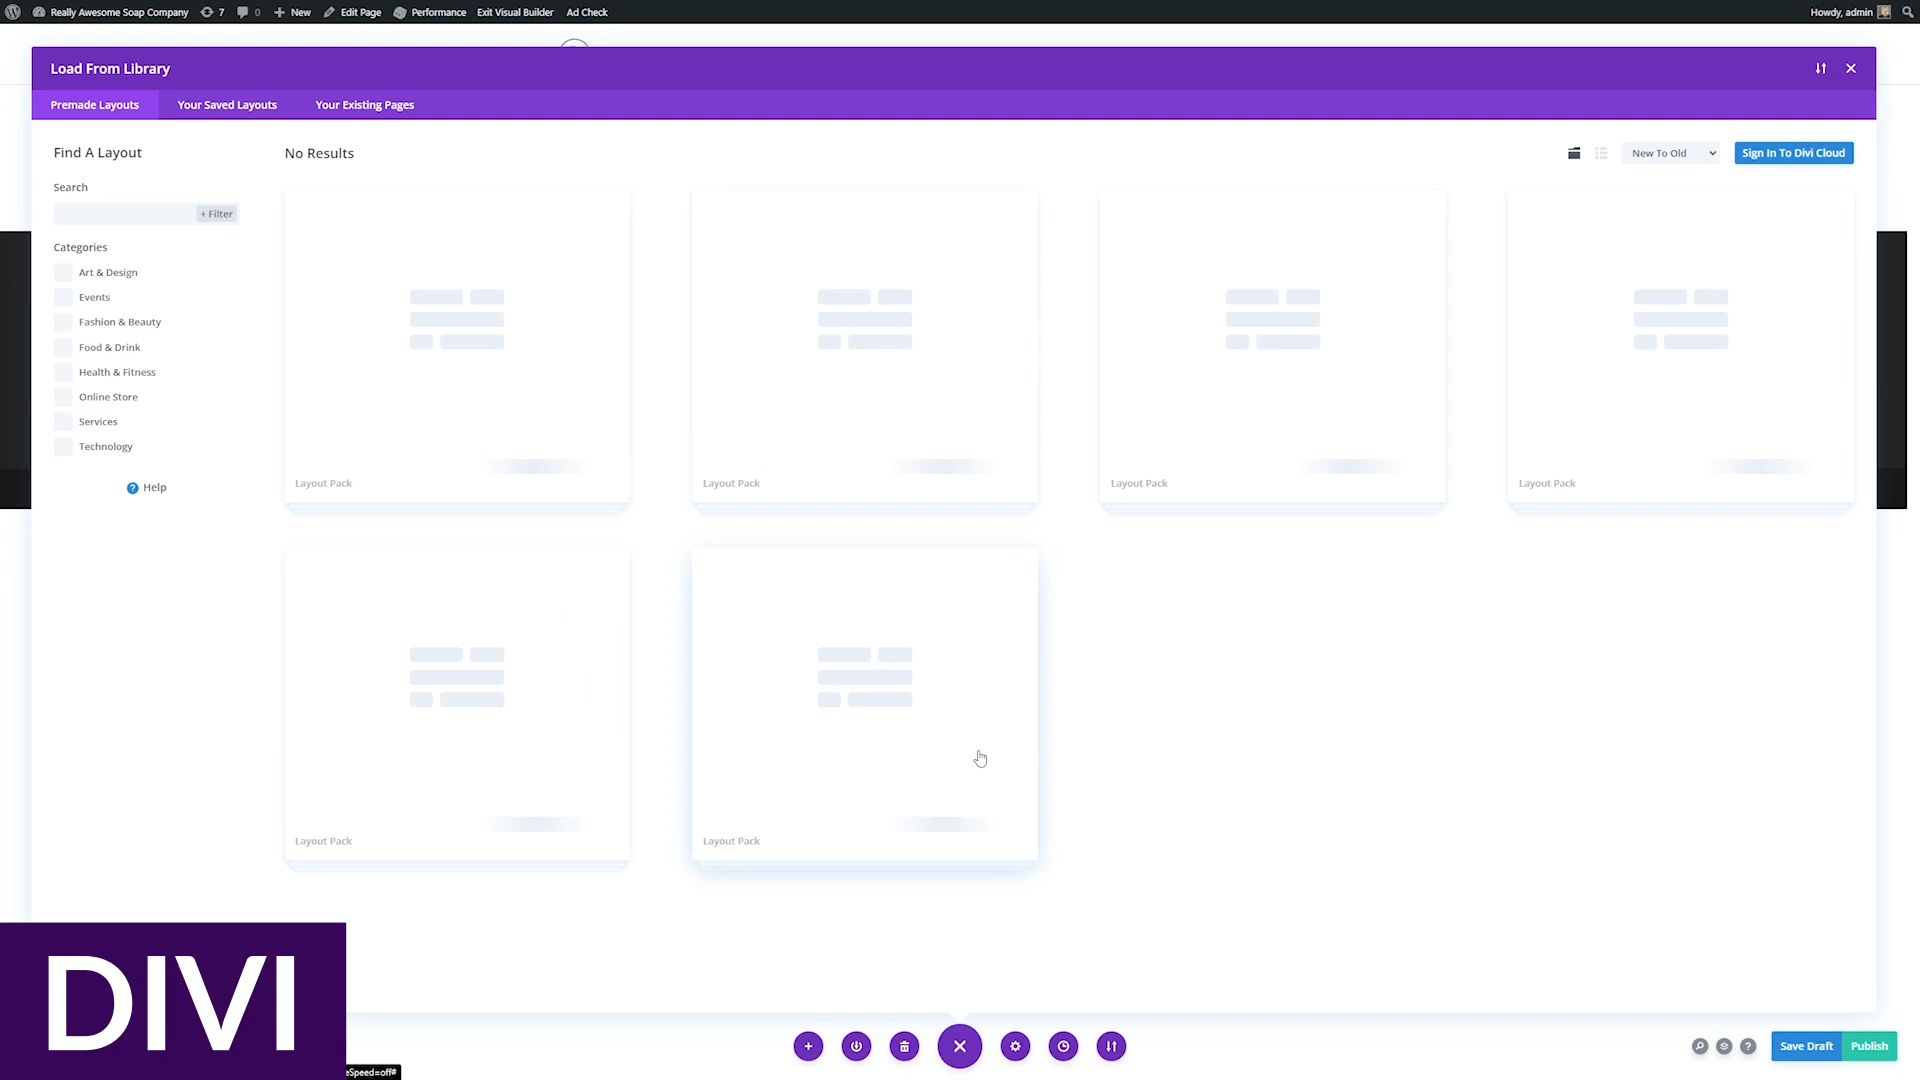 Really Awesome Soap Company 7 0 New Edit Page Performance Exit Visual Builder Ad Check Howdy, admin
Load From Library
Premade Layouts Your Saved Layouts Your Existing Pages
Find A Layout
No Results
New To Old
Sign In To Divi Cloud
Search
+ Filter
Categories
Art & Design
Events
Fashion & Beauty
Food & Drink
Health & Fitness
Online Store
Services
Technology
? Help
Layout Pack Layout Pack Layout Pack Layout Pack
Layout Pack Layout Pack
DIVI
eSpeed=off#
? Save Draft Publish